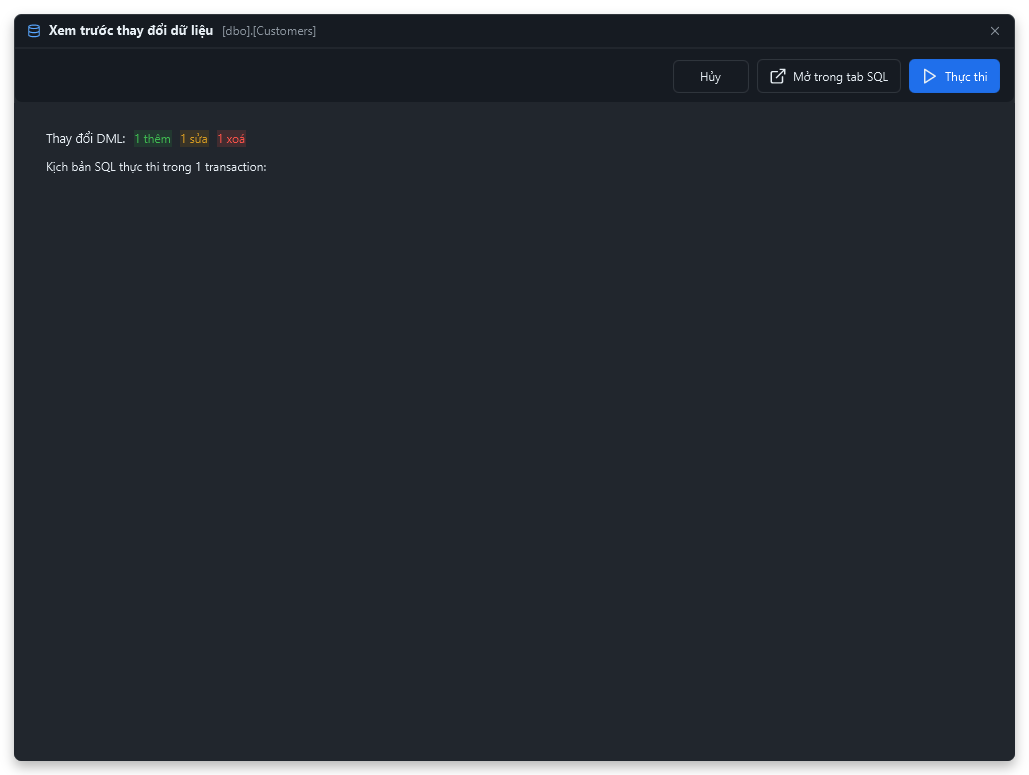 Xem trước thay đổi dữ liệu [dbo].[Customers]
Hủy Mở trong tab SQL Thực thi
Thay đổi DML: 1 thêm 1 sửa 1 xoá
Kịch bản SQL thực thi trong 1 transaction: